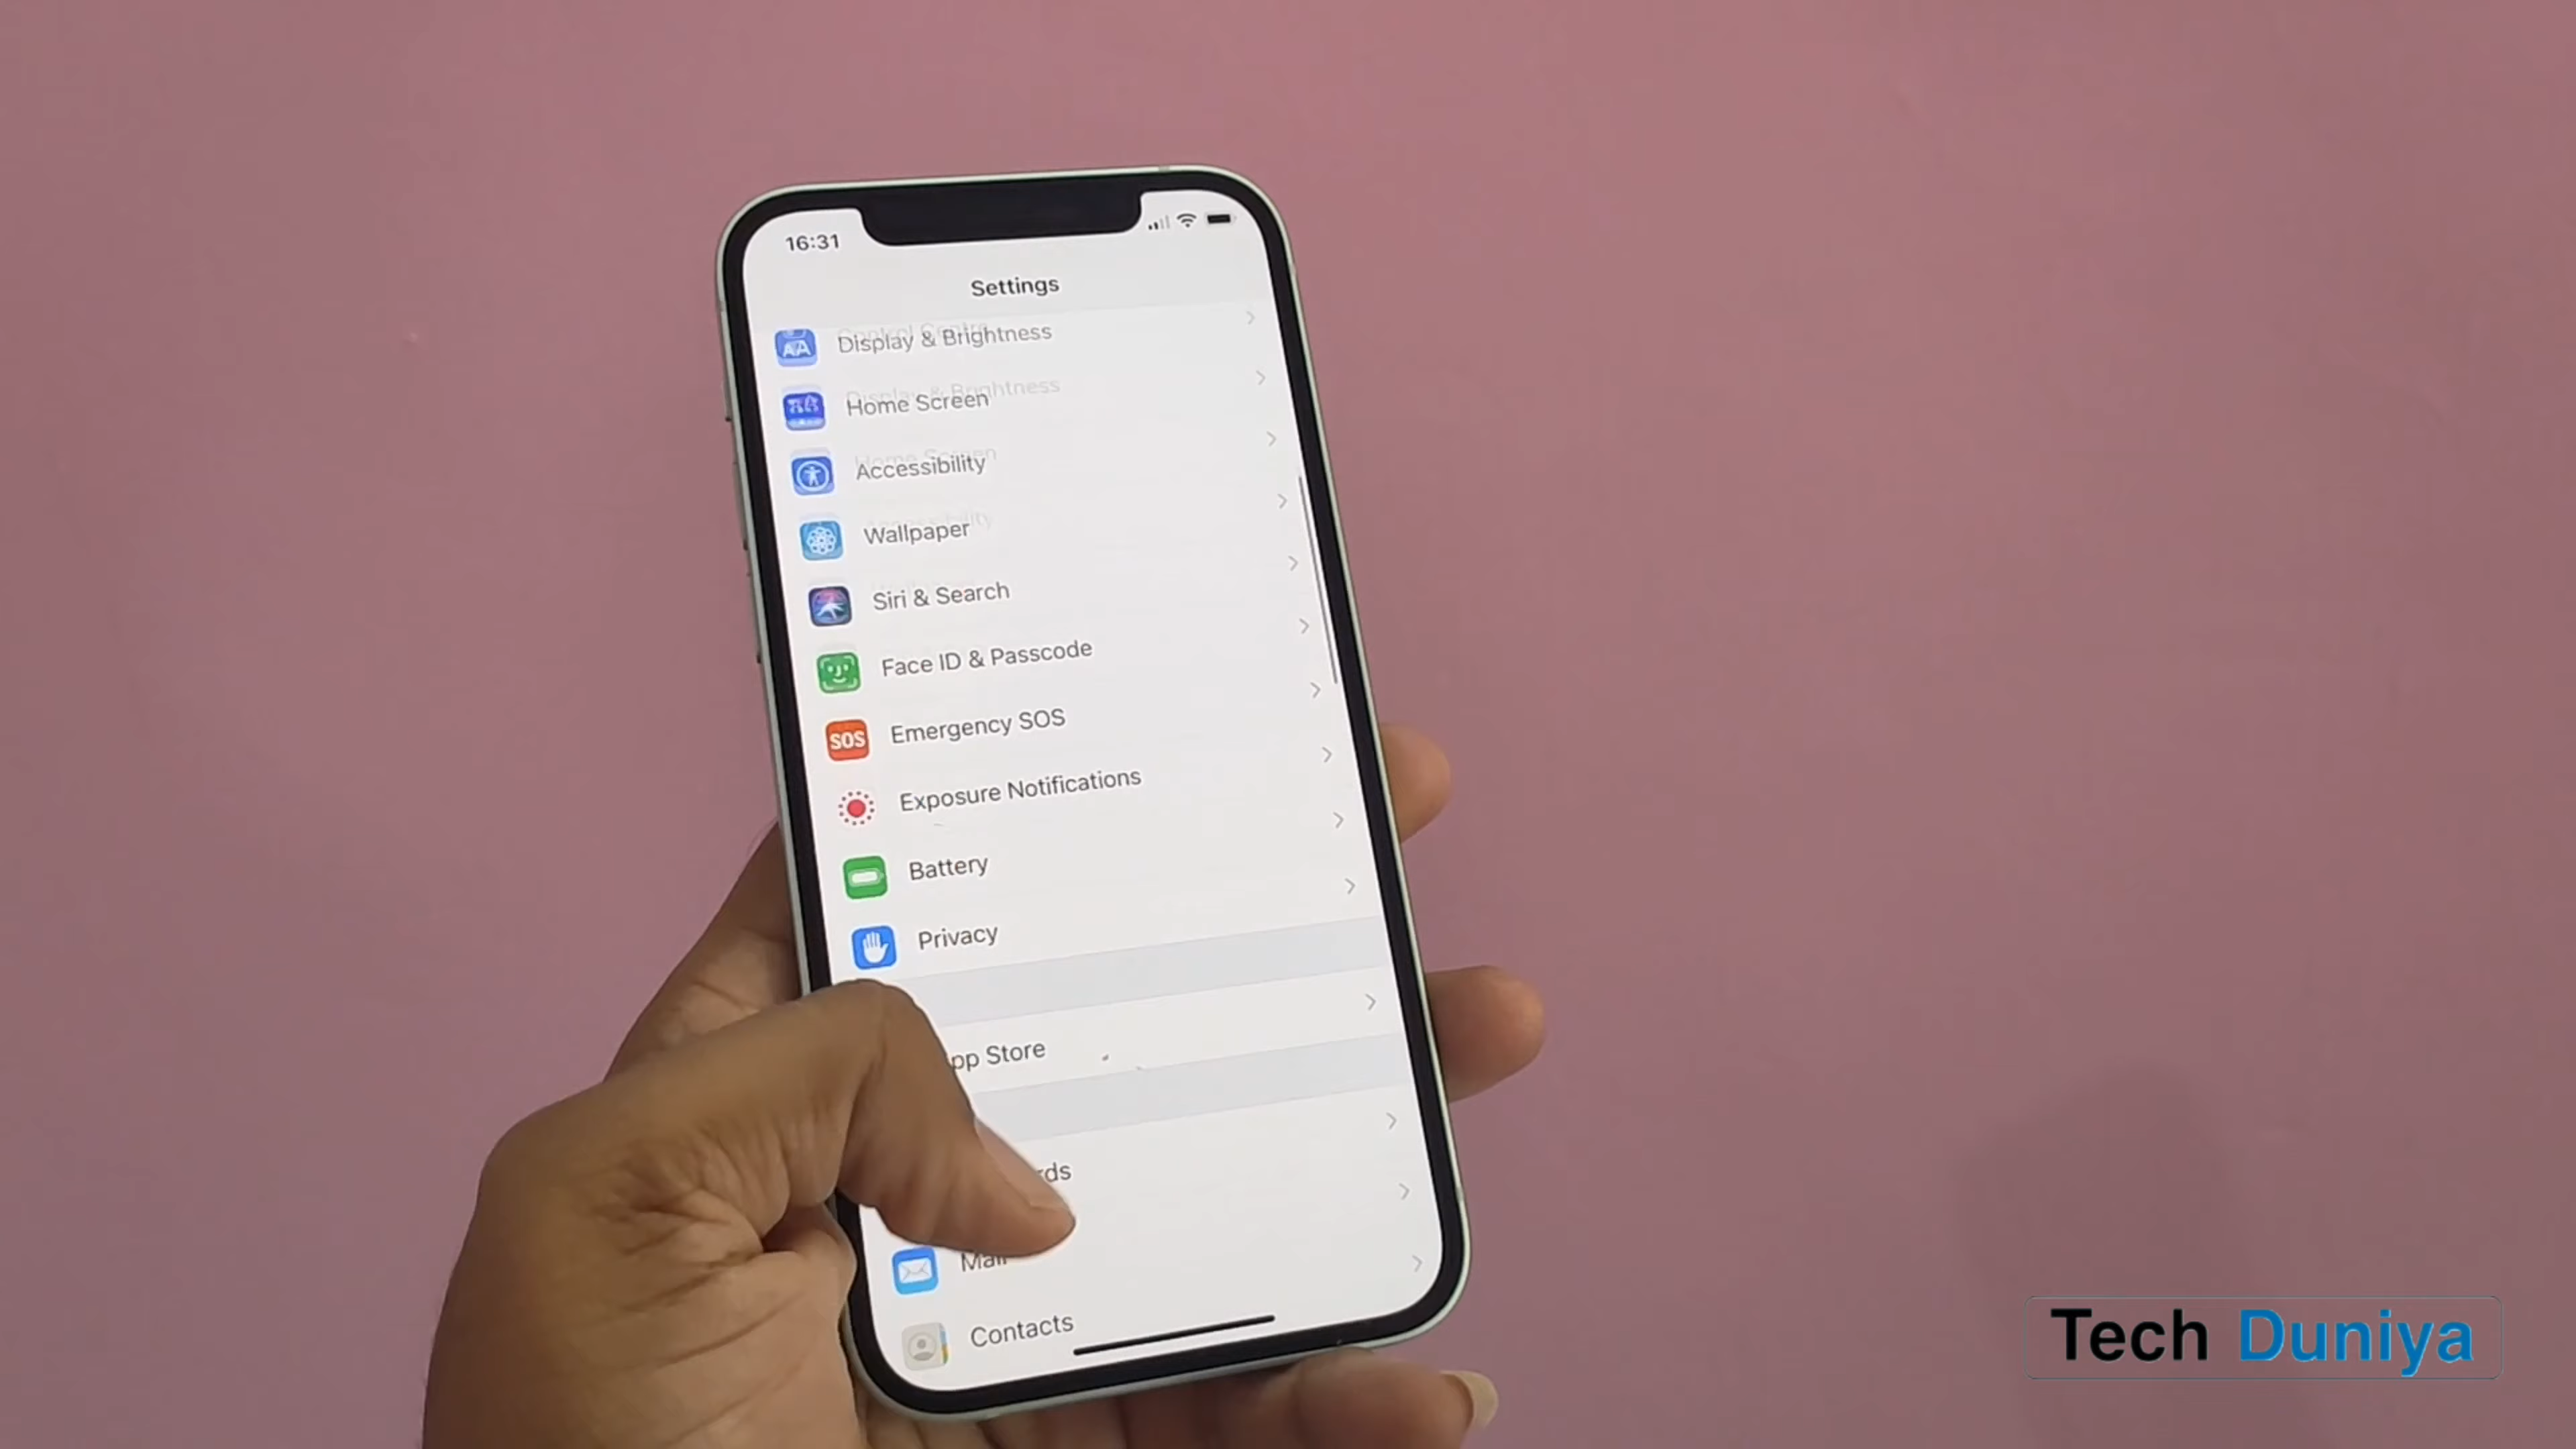 16:31
Settings
Display & Brightness
Home Screen
Accessibility
Wallpaper
Siri & Search
Face ID & Passcode
SOS
Emergency SOS
Exposure Notifications
Battery
Privacy
pp Store
rds
Mail
Contacts
Tech Duniya